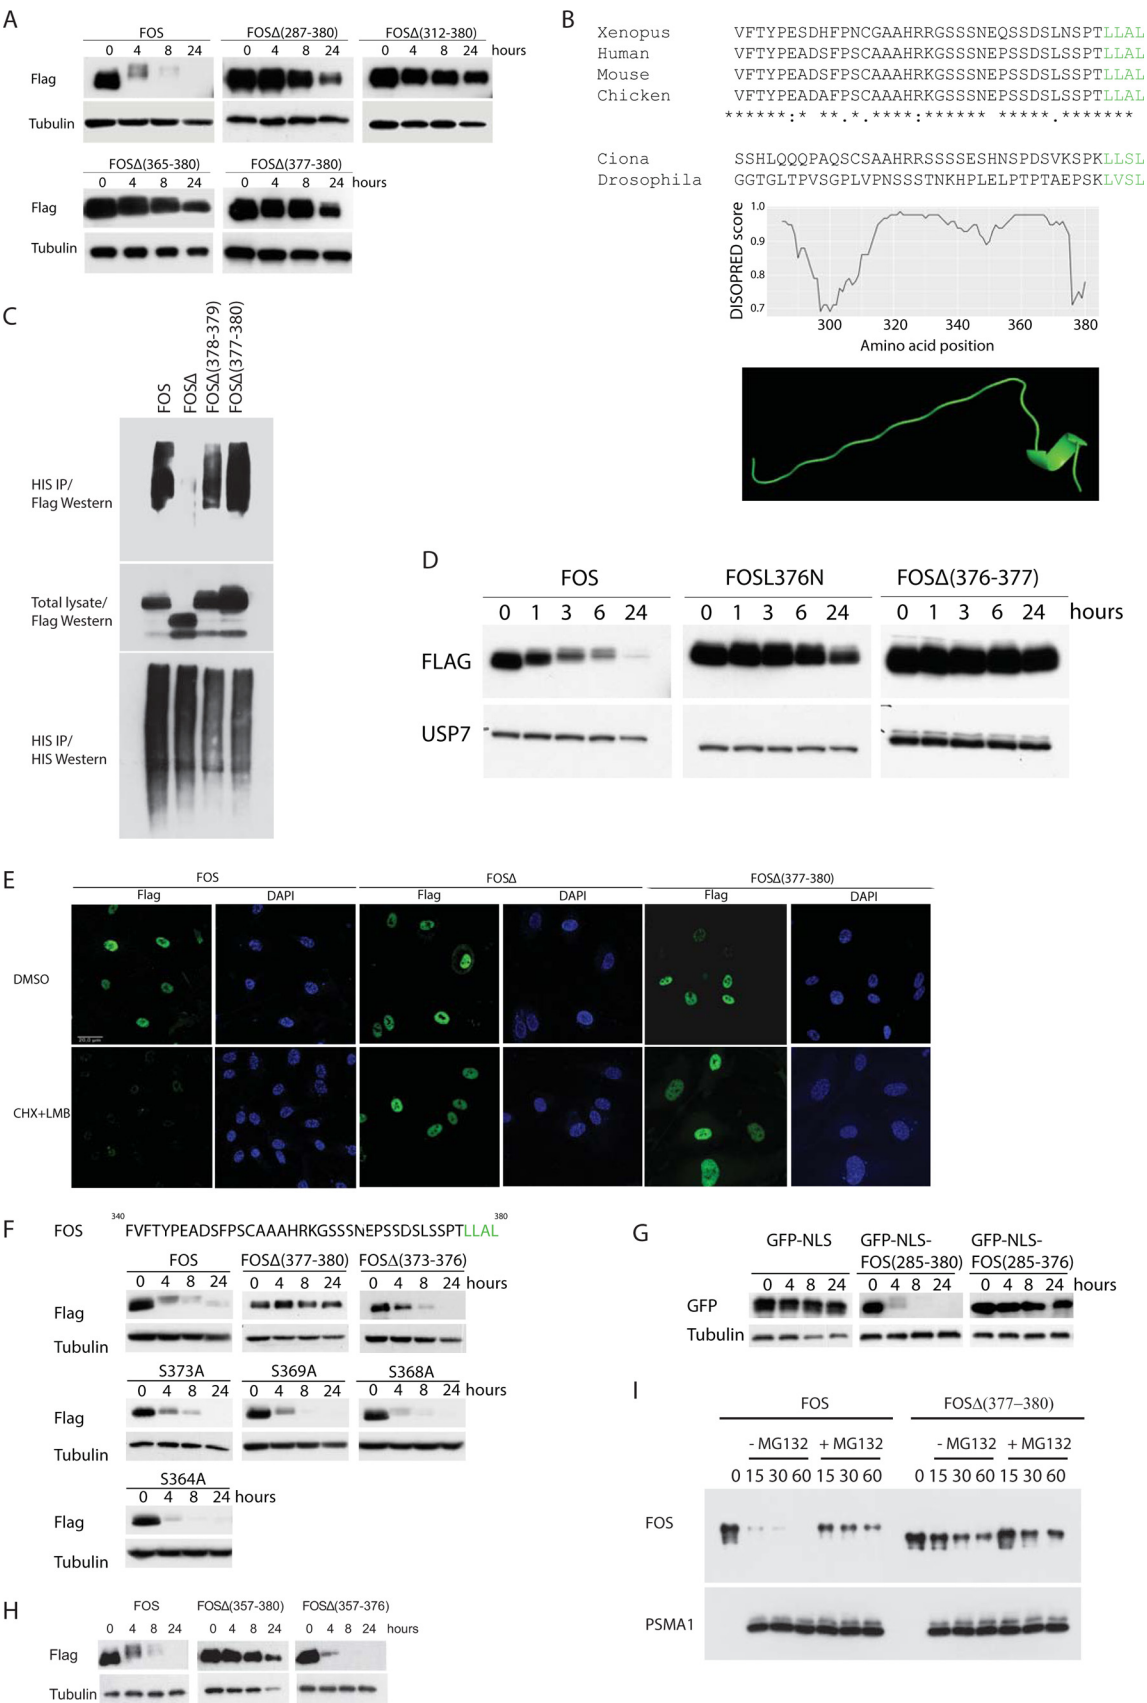 A
FOS FOSΔ(287-380) FOSΔ(312-380)
0 4 8 24 0 4 8 24 0 4 8 24 hours
Flag
Tubulin
FOSΔ(365-380) FOSΔ(377-380)
0 4 8 24 0 4 8 24 hours
Flag
Tubulin
B
Xenopus VFTYPESDHFPNCGAAHRRGSSSNEQSSDSLNSPTLLAL
Human VFTYPEADSFPSCAAAHRKGSSSNEPSSDSLSSPTLLAL
Mouse VFTYPEADSFPSCAAAHRKGSSSNEPSSDSLSSPTLLAL
Chicken VFTYPEADAFPSCAAAHRKGSSSNEPSSDSLSSPTLLAL
******:* **.*.****:****** *****.*******
Ciona SSHLQQQPAQSCSAAHRRSSSSESHNSPDSVKSPKLLSL
Drosophila GGTGLTPVSGPLVPNSSSTNKHPLELPTPTAEPSKLVSL
DISOPRED score
1.0
0.9
0.8
0.7
300 320 340 360 380
Amino acid position
C
FOS
FOSΔ
FOSΔ(378-379)
FOSΔ(377-380)
HIS IP/
Flag Western
Total lysate/
Flag Western
HIS IP/
HIS Western
D
FOS FOSL376N FOSΔ(376-377)
0 1 3 6 24 0 1 3 6 24 0 1 3 6 24 hours
FLAG
USP7
E
FOS FOSΔ FOSΔ(377-380)
Flag DAPI Flag DAPI Flag DAPI
DMSO
CHX+LMB
F
340 380
FOS FVFTYPEADSFPSCAAAHRKGSSSNEPSSDSLSSPTLLAL
FOS FOSΔ(377-380) FOSΔ(373-376)
0 4 8 24 0 4 8 24 0 4 8 24 hours
Flag
Tubulin
S373A S369A S368A
0 4 8 24 0 4 8 24 0 4 8 24 hours
Flag
Tubulin
S364A
0 4 8 24 hours
Flag
Tubulin
G
GFP-NLS GFP-NLS-FOS(285-380) GFP-NLS-FOS(285-376)
0 4 8 24 0 4 8 24 0 4 8 24 hours
GFP
Tubulin
H
FOS FOSΔ(357-380) FOSΔ(357-376)
0 4 8 24 0 4 8 24 0 4 8 24 hours
Flag
Tubulin
I
FOS FOSΔ(377–380)
- MG132 + MG132 - MG132 + MG132
0 15 30 60 15 30 60 0 15 30 60 15 30 60
FOS
PSMA1